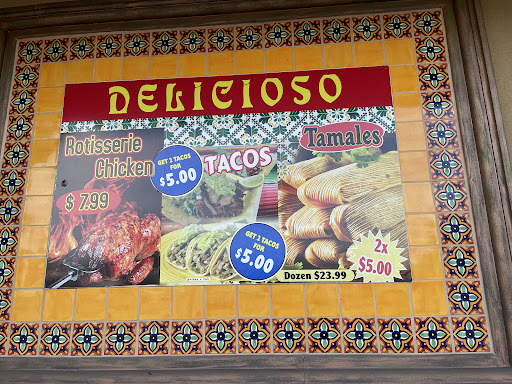 DELICIOSO
Rotisserie
Chicken
$ 7.99
GET 2 TACOS
FOR
$5.00
TACOS
GET 2 TACOS
FOR
$5.00
Tamales
2x
$5.00
Dozen $23.99